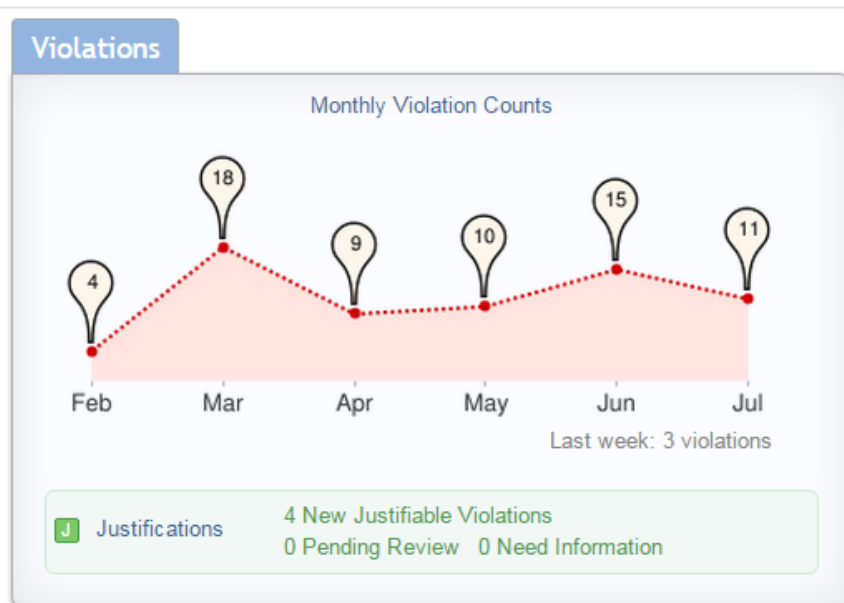 Violations
Monthly Violation Counts
4 18 9 10 15 11
Feb Mar Apr May Jun Jul
Last week: 3 violations
J Justifications
4 New Justifiable Violations
0 Pending Review 0 Need Information